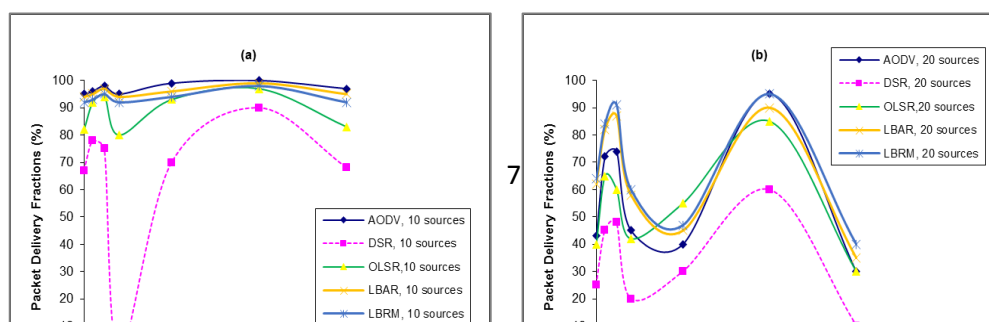 (a)
Packet Delivery Fractions (%)
100
90
80
70
60
50
40
30
20
AODV, 10 sources
DSR, 10 sources
OLSR,10 sources
LBAR, 10 sources
LBRM, 10 sources
7
(b)
Packet Delivery Fractions (%)
100
90
80
70
60
50
40
30
20
AODV, 20 sources
DSR, 20 sources
OLSR,20 sources
LBAR, 20 sources
LBRM, 20 sources